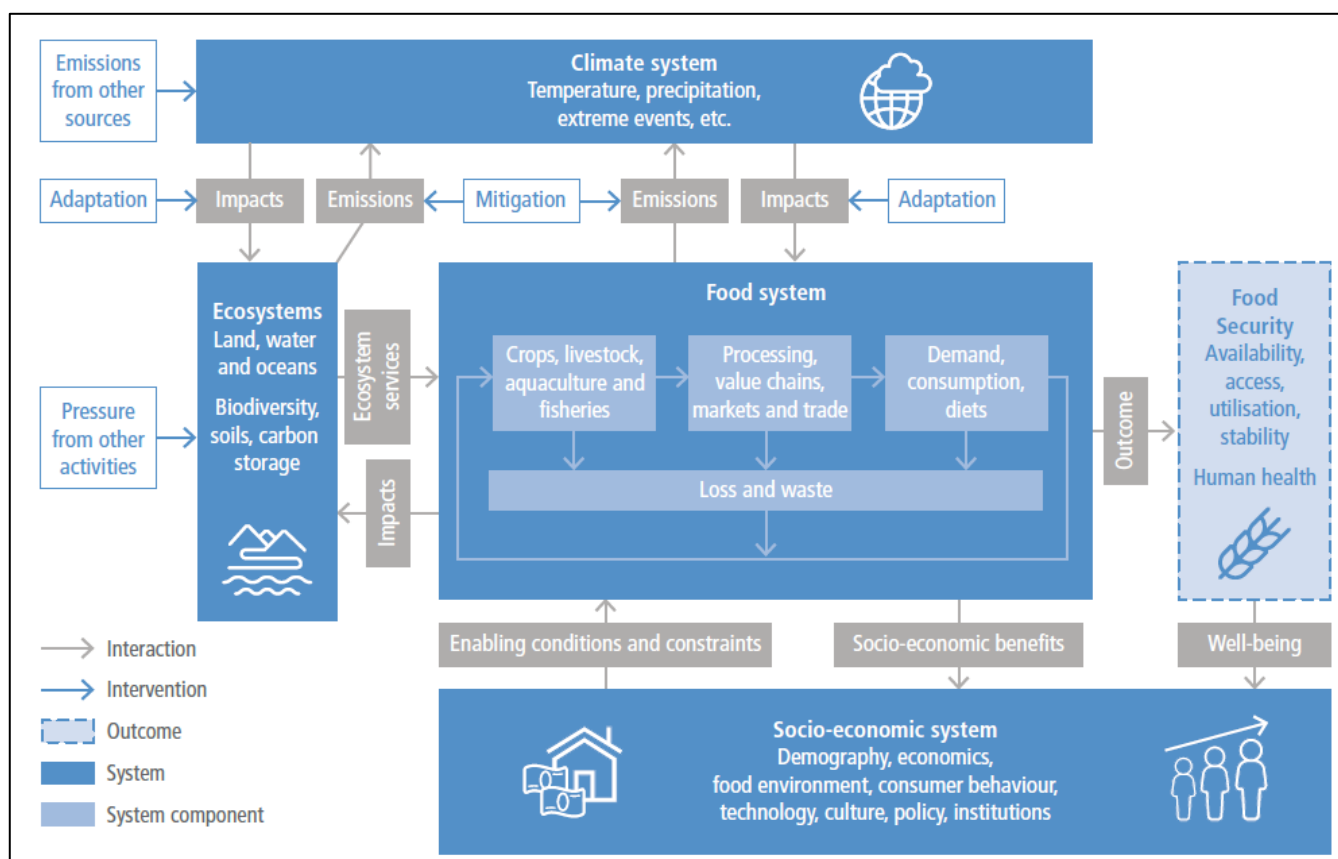 Emissions
from other
sources
Climate system
Temperature, precipitation,
extreme events, etc.
Adaptation
Impacts
Emissions
Mitigation
Emissions
Impacts
Adaptation
Pressure
from other
activities
Ecosystems
Land, water
and oceans
Biodiversity,
soils, carbon
storage
Ecosystem
services
Impacts
Food system
Crops, livestock,
aquaculture and
fisheries
Processing,
value chains,
markets and trade
Demand,
consumption,
diets
Loss and waste
Outcome
Food
Security
Availability,
access,
utilisation,
stability
Human health
Enabling conditions and constraints
Socio-economic benefits
Well-being
Socio-economic system
Demography, economics,
food environment, consumer behaviour,
technology, culture, policy, institutions
Interaction
Intervention
Outcome
System
System component